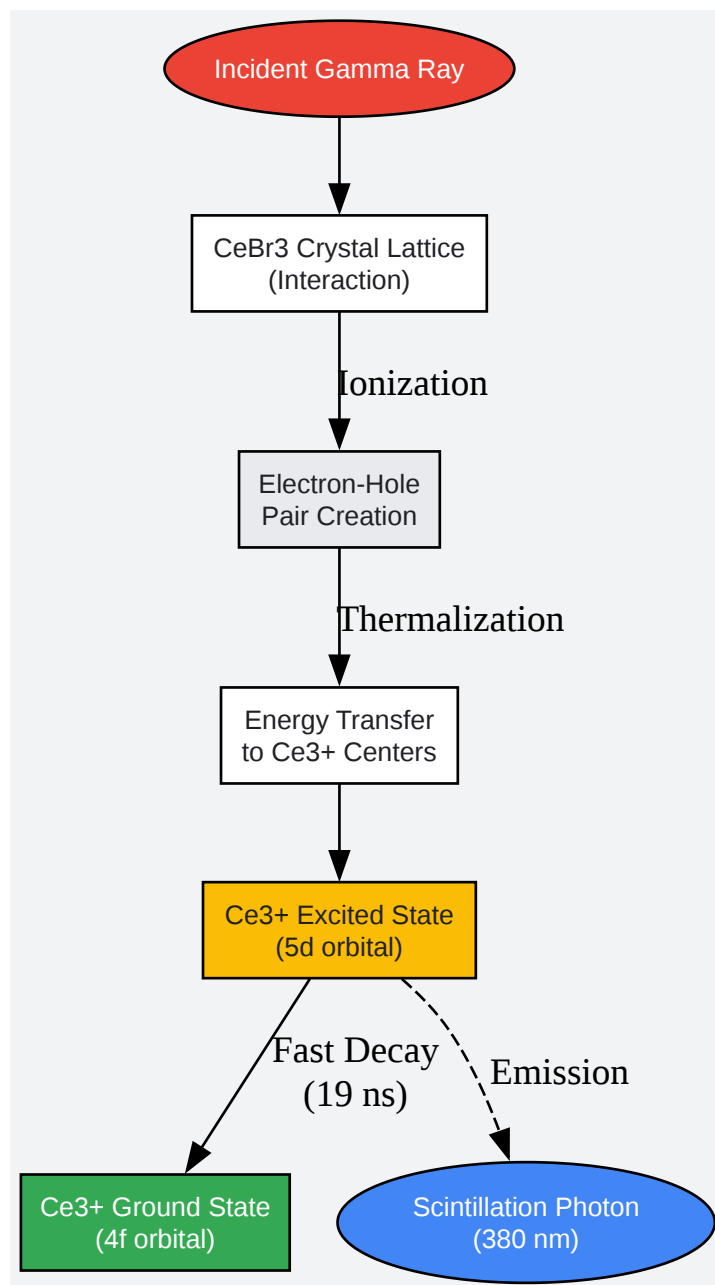 Incident Gamma Ray
CeBr3 Crystal Lattice
(Interaction)
Ionization
Electron-Hole
Pair Creation
Thermalization
Energy Transfer
to Ce3+ Centers
Ce3+ Excited State
(5d orbital)
Fast Decay
(19 ns)
Emission
Ce3+ Ground State
(4f orbital)
Scintillation Photon
(380 nm)